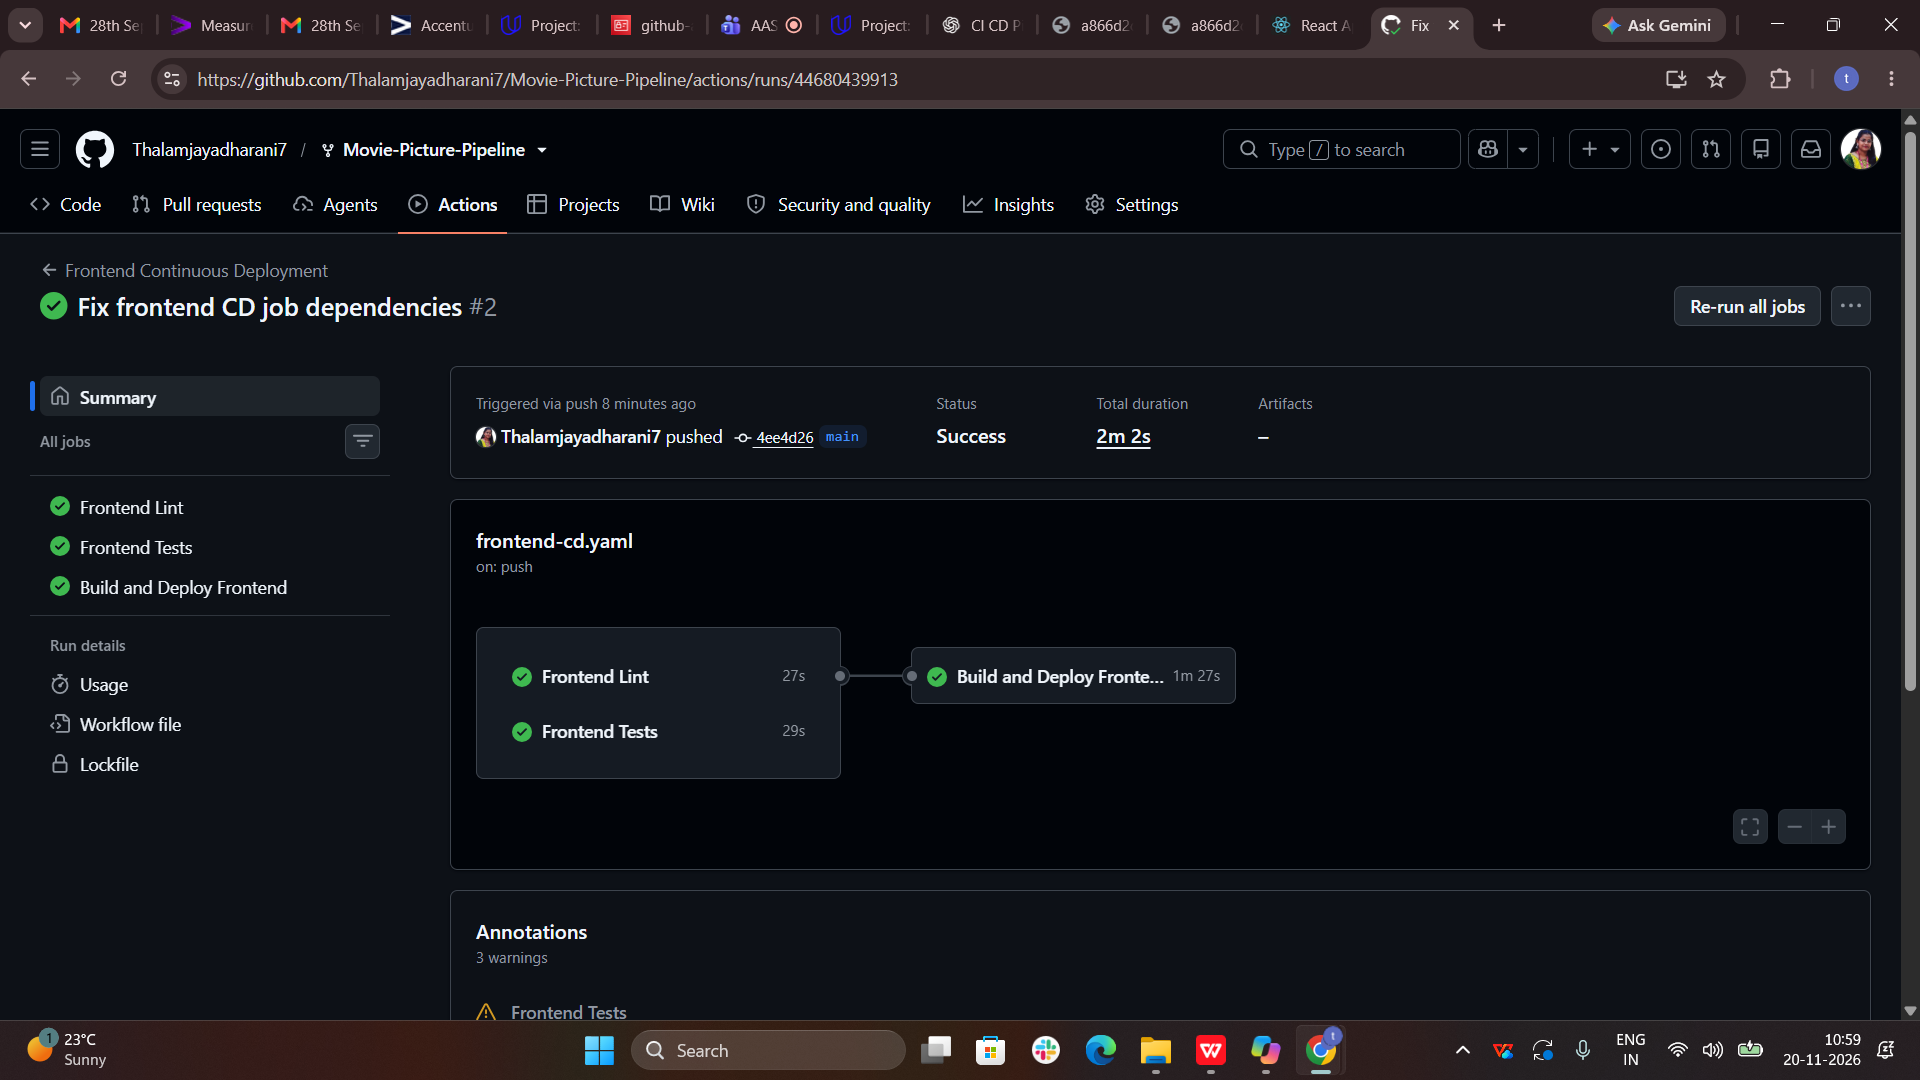 28th Se
Measur
28th Se
Accentu
Project:
github-
AAS
Project:
CI CD P
a866d2
a866d2
React A
Fix
Ask Gemini
https://github.com/Thalamjayadharani7/Movie-Picture-Pipeline/actions/runs/44680439913
t
Thalamjayadharani7 / Movie-Picture-Pipeline
Type / to search
Code
Pull requests
Agents
Actions
Projects
Wiki
Security and quality
Insights
Settings
Frontend Continuous Deployment
Fix frontend CD job dependencies #2
Re-run all jobs
Summary
All jobs
Frontend Lint
Frontend Tests
Build and Deploy Frontend
Run details
Usage
Workflow file
Lockfile
Triggered via push 8 minutes ago
Thalamjayadharani7 pushed 4ee4d26 main
Status
Success
Total duration
2m 2s
Artifacts
–
frontend-cd.yaml
on: push
Frontend Lint 27s
Frontend Tests 29s
Build and Deploy Fronte... 1m 27s
Annotations
3 warnings
Frontend Tests
1
23°C
Sunny
Search
W
t
ENG
IN
10:59
20-11-2026